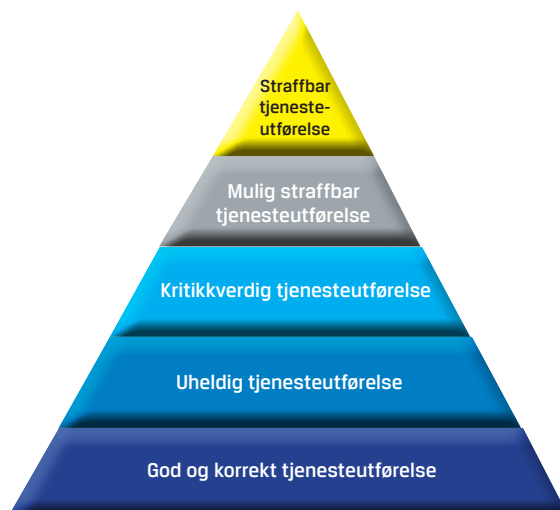 Straffbar
tjeneste-
utførelse
Mulig straffbar
tjenesteutførelse
Kritikkverdig tjenesteutførelse
Uheldig tjenesteutførelse
God og korrekt tjenesteutførelse